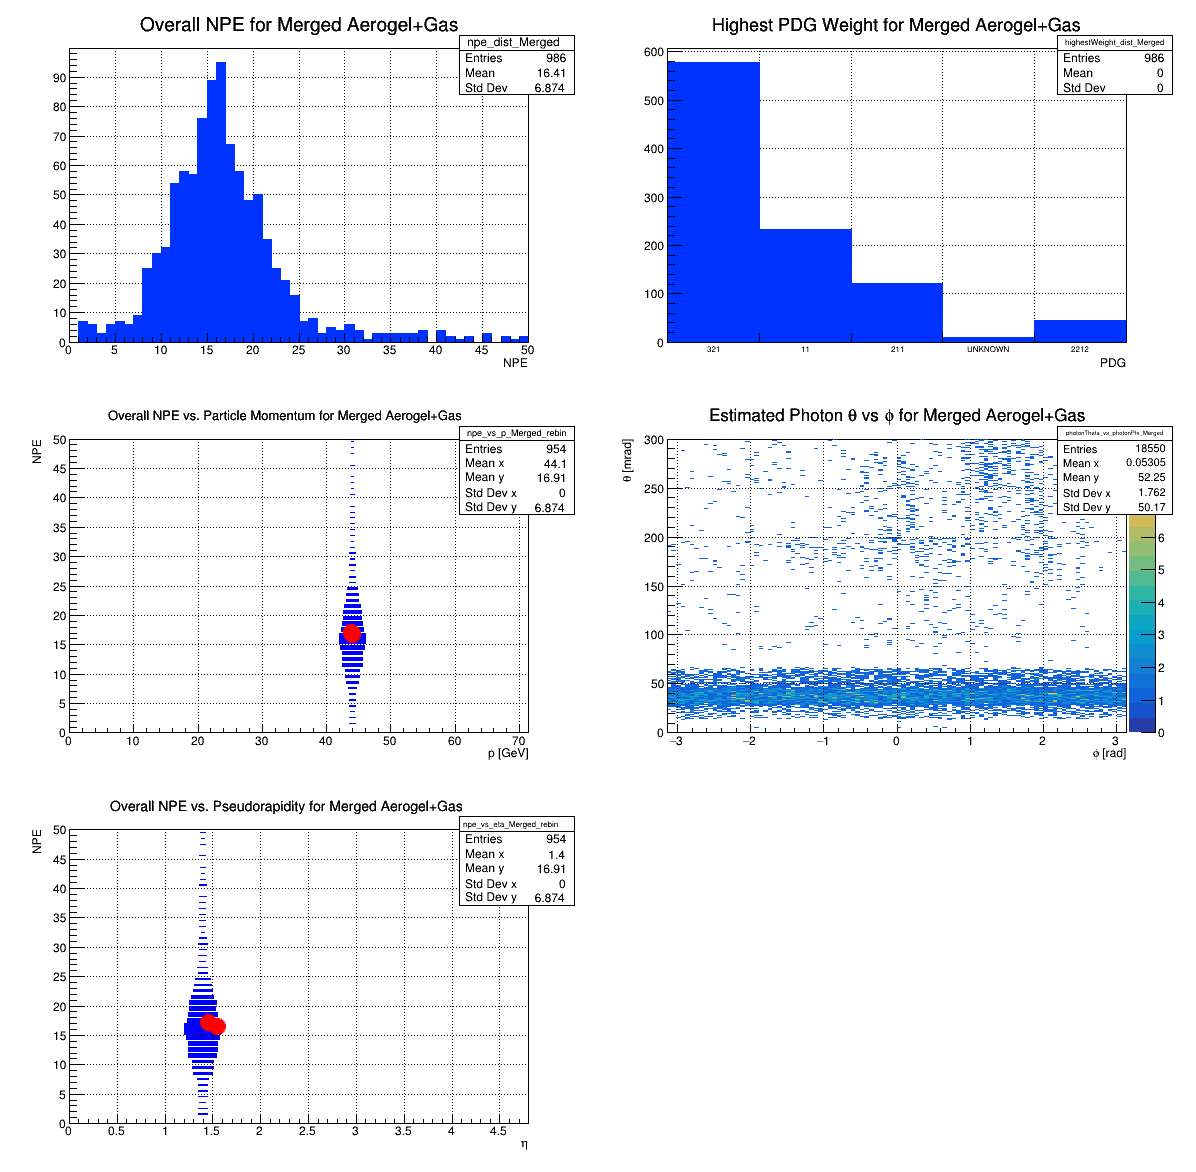 Overall NPE for Merged Aerogel+Gas
npe_dist_Merged
Entries 986
Mean 16.41
Std Dev 6.874
90
80
70
60
50
40
30
20
10
0
0 5 10 15 20 25 30 35 40 45 50
NPE
Highest PDG Weight for Merged Aerogel+Gas
highestWeight_dist_Merged
Entries 986
Mean 0
Std Dev 0
600
500
400
300
200
100
0
321 11 211 UNKNOWN 2212
PDG
Overall NPE vs. Particle Momentum for Merged Aerogel+Gas
NPE
npe_vs_p_Merged_rebin
Entries 954
Mean x 44.1
Mean y 16.91
Std Dev x 0
Std Dev y 6.874
50
45
40
35
30
25
20
15
10
5
0
0 10 20 30 40 50 60 70
p [GeV]
Estimated Photon θ vs ϕ for Merged Aerogel+Gas
θ [mrad]
photonTheta_vs_photonPhi_Merged
Entries 18550
Mean x 0.05305
Mean y 52.25
Std Dev x 1.762
Std Dev y 50.17
300
250
200
150
100
50
0
6
5
4
3
2
1
0
−3 −2 −1 0 1 2 3
ϕ [rad]
Overall NPE vs. Pseudorapidity for Merged Aerogel+Gas
NPE
npe_vs_eta_Merged_rebin
Entries 954
Mean x 1.4
Mean y 16.91
Std Dev x 0
Std Dev y 6.874
50
45
40
35
30
25
20
15
10
5
0
0 0.5 1 1.5 2 2.5 3 3.5 4 4.5
η